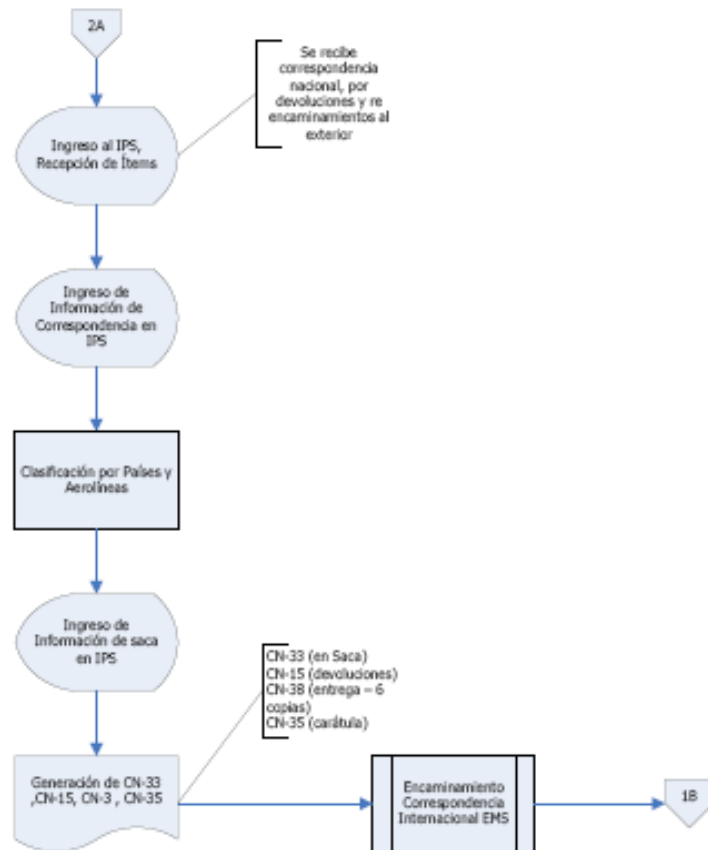 2A
Se recibe
correspondencia
nacional, por
devoluciones y re
encaminamientos al
exterior
Ingreso al IPS,
Recepción de Ítems
Ingreso de
Información de
Correspondencia en
IPS
Clasificación por Países y
Aerolíneas
Ingreso de
Información de saca
en IPS
CN-33 (en Saca)
CN-15 (devoluciones)
CN-38 (entrega – 6
copias)
CN-35 (carátula)
Generación de CN-33
,CN-15, CN-3 , CN-35
Encaminamiento
Correspondencia
Internacional EMS
1B